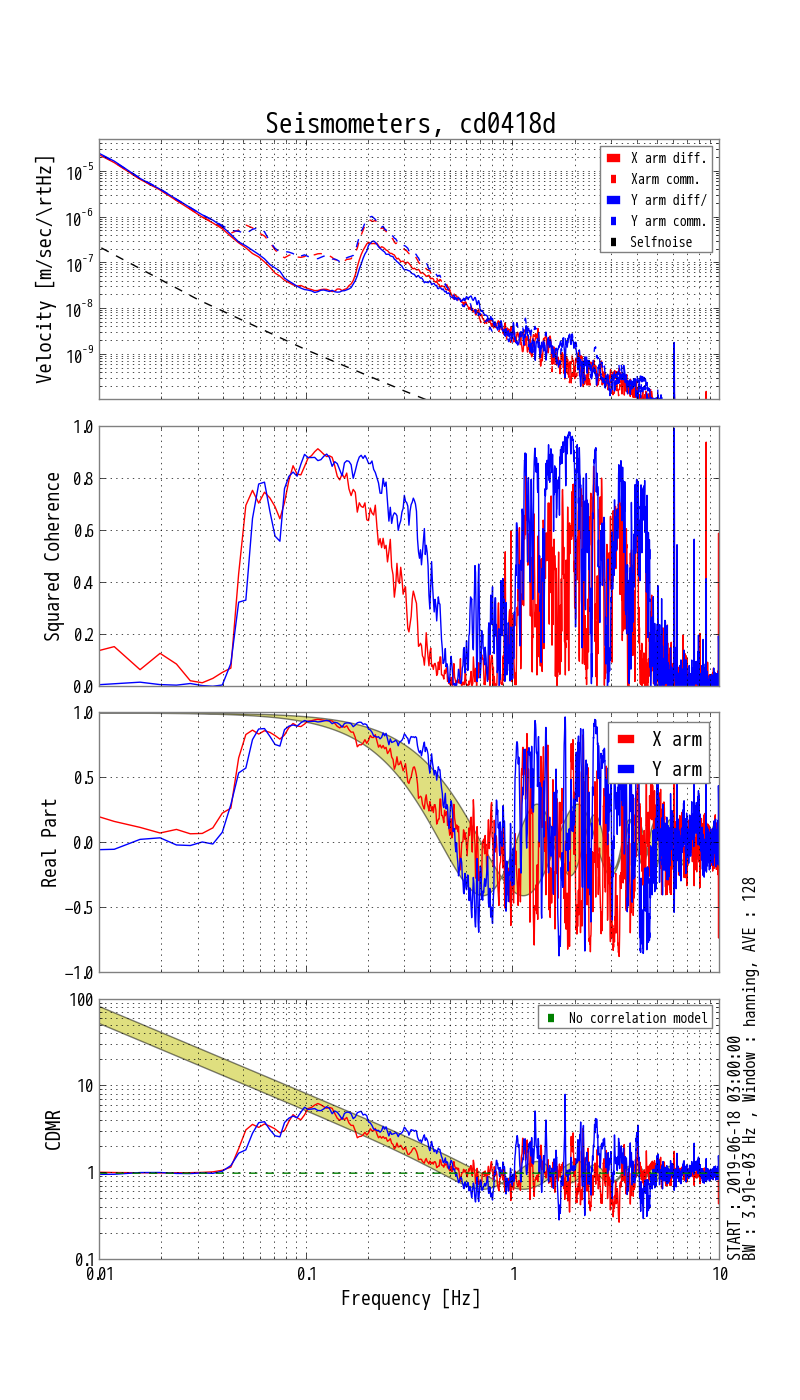 Seismometers, cd0418d
Velocity [m/sec/\rtHz]
10^-5
10^-6
10^-7
10^-8
10^-9
X arm diff.
Xarm comm.
Y arm diff/
Y arm comm.
Selfnoise
Squared Coherence
1.0
0.8
0.6
0.4
0.2
0.0
Real Part
1.0
0.5
0.0
−0.5
−1.0
X arm
Y arm
CDMR
100
10
1
0.1
No correlation model
0.01
0.1
1
10
Frequency [Hz]
START : 2019-06-18 03:00:00
BW : 3.91e-03 Hz , Window : hanning, AVE : 128